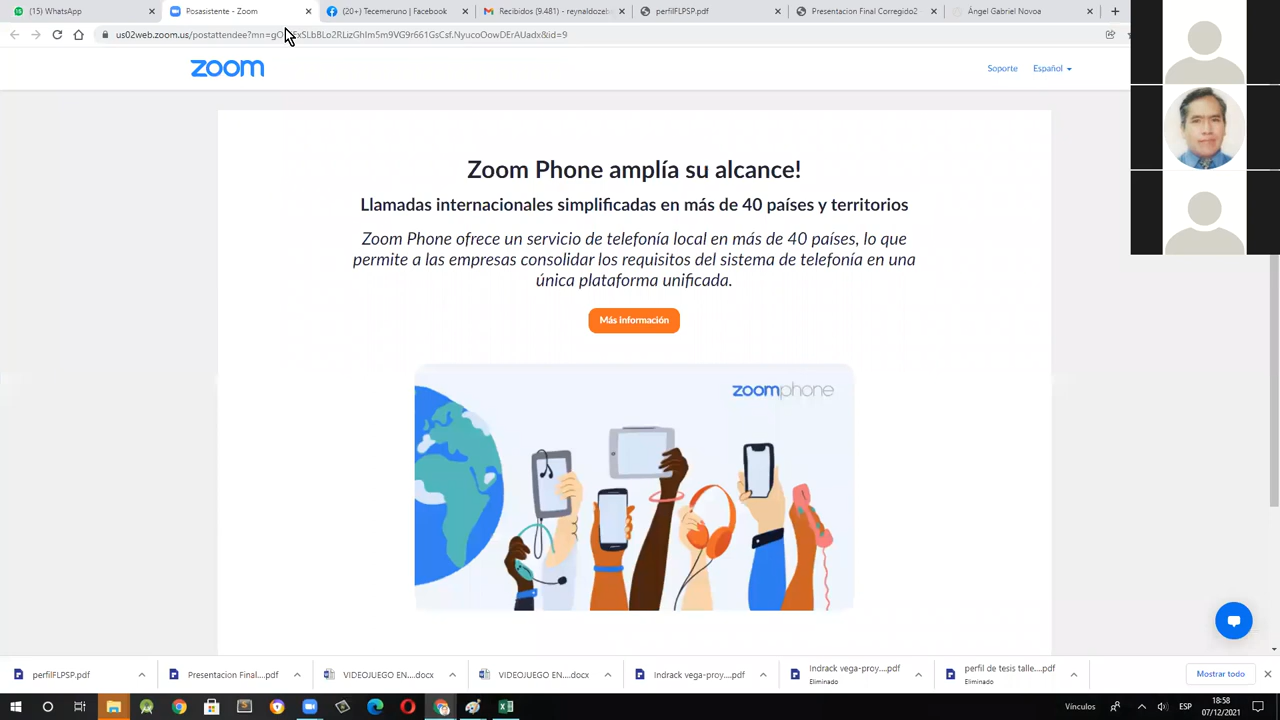 (15) WhatsApp
Posasistente - Zoom
(20+) Tecemeruno | Facebook
Recibidos (9.481) - reynaldozeb
perfilFLPSP.pdf
Presentacion Final Corregido2
Ángel Gabriel Novoa
zoom
Soporte
Español
Zoom Phone amplía su alcance!
Llamadas internacionales simplificadas en más de 40 países y territorios
Zoom Phone ofrece un servicio de telefonía local en más de 40 países, lo que
permite a las empresas consolidar los requisitos del sistema de telefonía en una
única plataforma unificada.
Más información
zoomphone
perfilFLPSP.pdf
Presentacion Final....pdf
VIDEOJUEGO EN....docx
VIDEOJUEGO EN....docx
Indrack vega-proy....pdf
Indrack vega-proy....pdf
Eliminado
perfil de tesis talle....pdf
Eliminado
Mostrar todo
Vínculos
ESP
18:58
07/12/2021